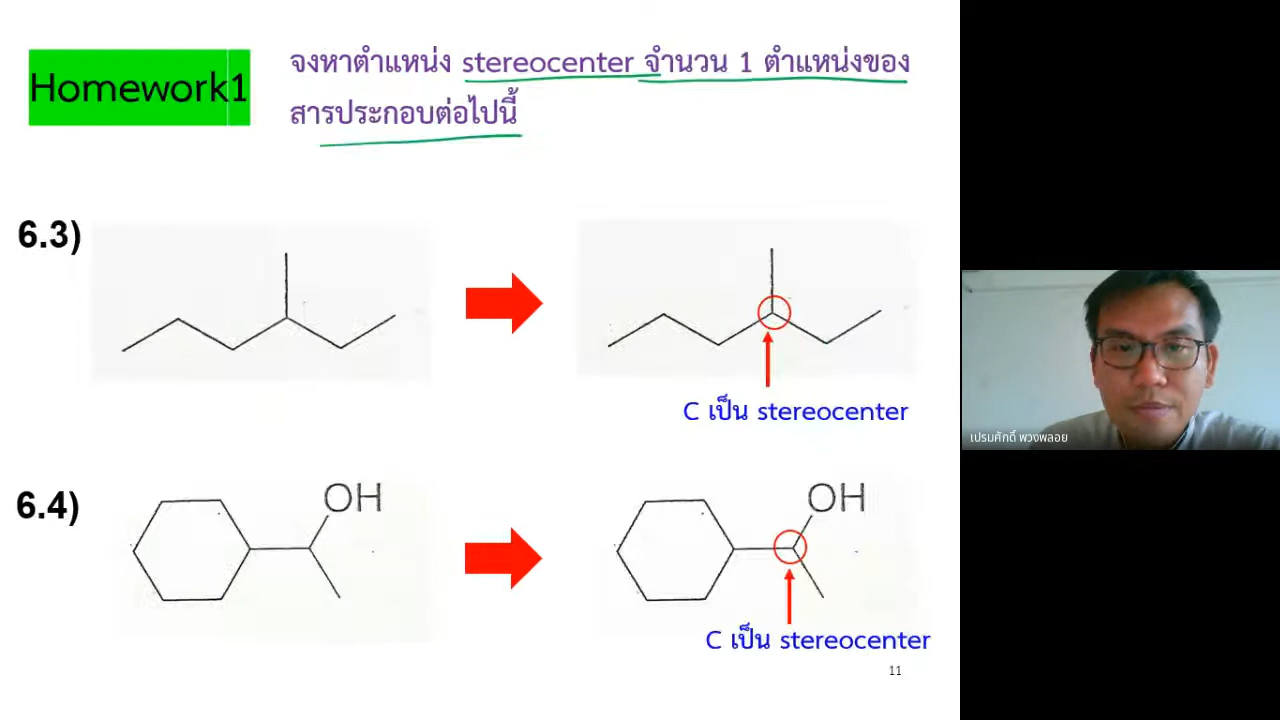 Homework1
จงหาตำแหน่ง stereocenter จำนวน 1 ตำแหน่งของ
สารประกอบต่อไปนี้
6.3)
C เป็น stereocenter
6.4)
OH
OH
C เป็น stereocenter
11
เปรมศักดิ์ พวงพลอย